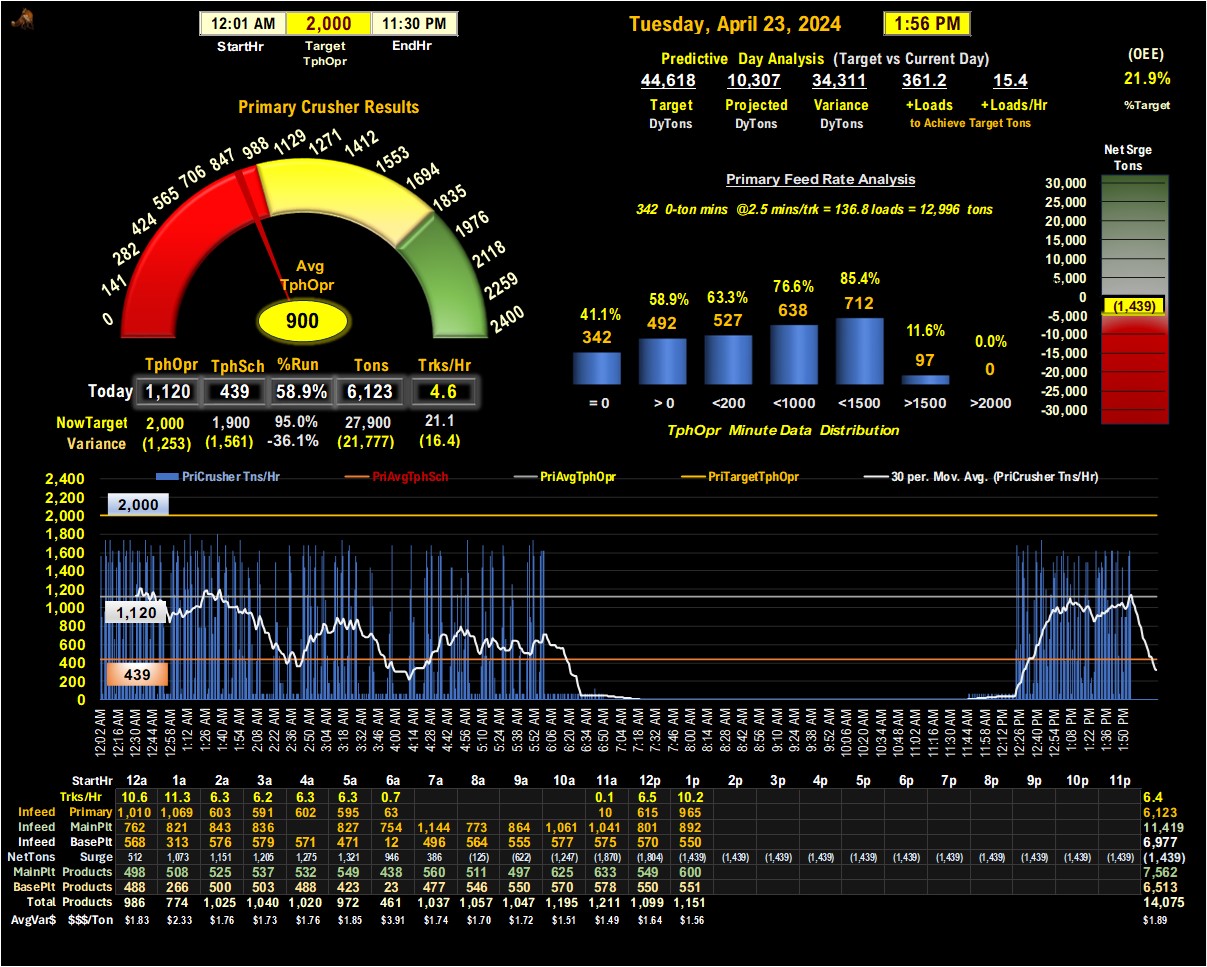 12:01 AM 2,000 11:30 PM
StartHr Target TphOpr EndHr
Tuesday, April 23, 2024 1:56 PM
Predictive Day Analysis (Target vs Current Day)
44,618 10,307 34,311 361.2 15.4
Target Projected Variance +Loads +Loads/Hr
DyTons DyTons DyTons to Achieve Target Tons
(OEE)
21.9%
%Target
Primary Crusher Results
0 141 282 424 565 706 847 988 1129 1271 1412 1553 1694 1835 1976 2118 2259 2400
Avg
TphOpr
900
TphOpr TphSch %Run Tons Trks/Hr
Today 1,120 439 58.9% 6,123 4.6
NowTarget 2,000 1,900 95.0% 27,900 21.1
Variance (1,253) (1,561) -36.1% (21,777) (16.4)
Primary Feed Rate Analysis
342 0-ton mins @2.5 mins/trk = 136.8 loads = 12,996 tons
41.1% 58.9% 63.3% 76.6% 85.4% 11.6% 0.0%
342 492 527 638 712 97 0
= 0 > 0 <200 <1000 <1500 >1500 >2000
TphOpr Minute Data Distribution
Net Srge
Tons
30,000
25,000
20,000
15,000
10,000
5,000
0
(1,439)
-5,000
-10,000
-15,000
-20,000
-25,000
-30,000
PriCrusher Tns/Hr PriAvgTphSch PriAvgTphOpr PriTargetTphOpr 30 per. Mov. Avg. (PriCrusher Tns/Hr)
2,400
2,200
2,000
1,800
1,600
1,400
1,200
1,000
800
600
400
200
0
2,000
1,120
439
12:02 AM 12:16 AM 12:30 AM 12:44 AM 12:58 AM 1:12 AM 1:26 AM 1:40 AM 1:54 AM 2:08 AM 2:22 AM 2:36 AM 2:50 AM 3:04 AM 3:18 AM 3:32 AM 3:46 AM 4:00 AM 4:14 AM 4:28 AM 4:42 AM 4:56 AM 5:10 AM 5:24 AM 5:38 AM 5:52 AM 6:06 AM 6:20 AM 6:34 AM 6:50 AM 7:04 AM 7:18 AM 7:32 AM 7:46 AM 8:00 AM 8:14 AM 8:28 AM 8:42 AM 8:56 AM 9:10 AM 9:24 AM 9:38 AM 9:52 AM 10:06 AM 10:20 AM 10:34 AM 10:48 AM 11:02 AM 11:16 AM 11:30 AM 11:44 AM 11:58 AM 12:12 PM 12:26 PM 12:40 PM 12:54 PM 1:08 PM 1:22 PM 1:36 PM 1:50 PM
StartHr 12a 1a 2a 3a 4a 5a 6a 7a 8a 9a 10a 11a 12p 1p 2p 3p 4p 5p 6p 7p 8p 9p 10p 11p
Trks/Hr 10.6 11.3 6.3 6.2 6.3 6.3 0.7 0.1 6.5 10.2 6.4
Infeed Primary 1,010 1,069 603 591 602 595 63 10 615 965 6,123
Infeed MainPlt 762 821 843 836 827 754 1,144 773 864 1,061 1,041 801 892 11,419
Infeed BasePlt 568 313 576 579 571 471 12 496 564 555 577 575 570 550 6,977
NetTons Surge 512 1,073 1,151 1,205 1,275 1,321 946 386 (125) (622) (1,247) (1,870) (1,804) (1,439) (1,439) (1,439) (1,439) (1,439) (1,439) (1,439) (1,439) (1,439) (1,439) (1,439) (1,439)
MainPlt Products 498 508 525 537 532 549 438 560 511 497 625 633 549 600 7,562
BasePlt Products 488 266 500 503 488 423 23 477 546 550 570 578 550 551 6,513
Total Products 986 774 1,025 1,040 1,020 972 461 1,037 1,057 1,047 1,195 1,211 1,099 1,151 14,075
AvgVar$ $$$/Ton $1.83 $2.33 $1.76 $1.73 $1.76 $1.85 $3.91 $1.74 $1.70 $1.72 $1.51 $1.49 $1.64 $1.56 $1.89